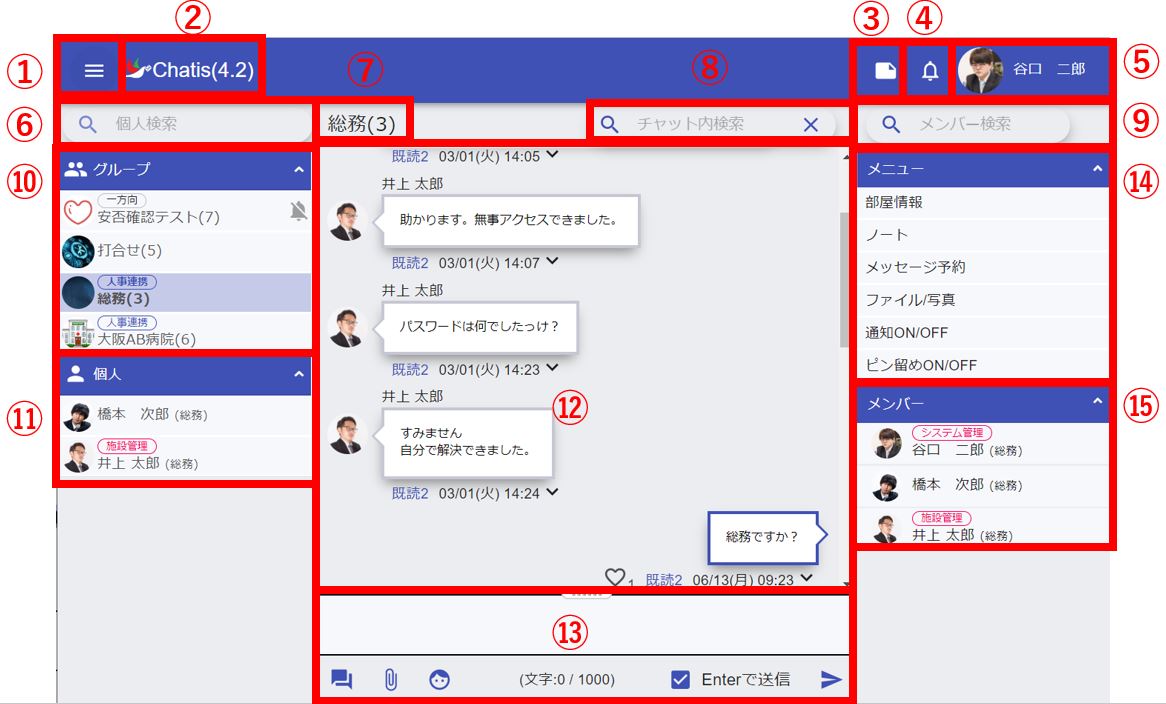 ②
③
④
①
Chatis(4.2)
⑦
⑧
谷口　二郎
⑤
⑥
個人検索
総務(3)
チャット内検索
メンバー検索
⑨
⑩
グループ
一方向
安否確認テスト(7)
打合せ(5)
人事連携
総務(3)
人事連携
大阪AB病院(6)
⑪
個人
橋本　次郎 (総務)
施設管理
井上 太郎 (総務)
既読2 03/01(火) 14:05
井上 太郎
助かります。無事アクセスできました。
既読2 03/01(火) 14:07
井上 太郎
パスワードは何でしたっけ？
既読2 03/01(火) 14:23
井上 太郎
⑫
すみません
自分で解決できました。
既読2 03/01(火) 14:24
総務ですか？
1 既読2 06/13(月) 09:23
⑬
(文字:0 / 1000)
Enterで送信
⑭
メニュー
部屋情報
ノート
メッセージ予約
ファイル/写真
通知ON/OFF
ピン留めON/OFF
⑮
メンバー
システム管理
谷口　二郎 (総務)
橋本　次郎 (総務)
施設管理
井上 太郎 (総務)